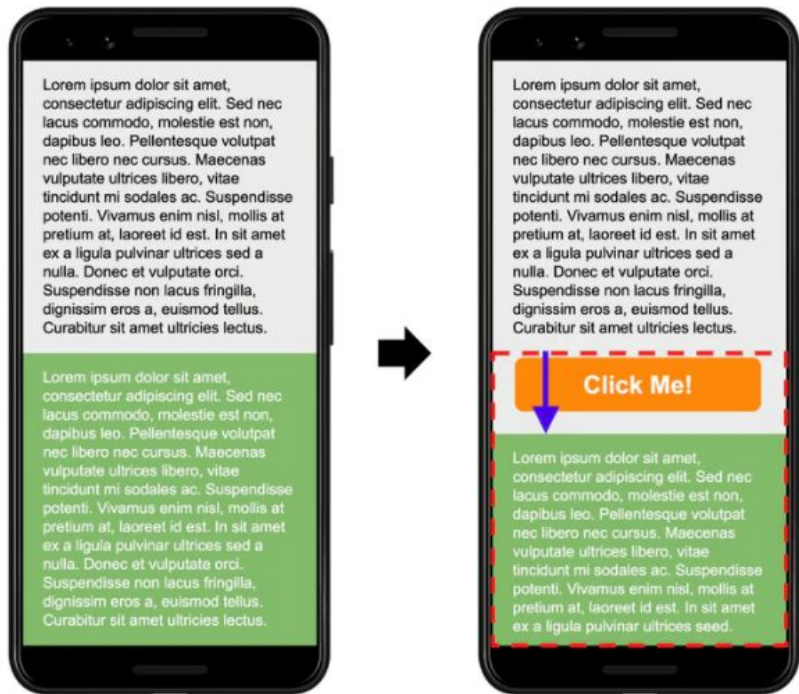 Lorem ipsum dolor sit amet,
consectetur adipiscing elit. Sed nec
lacus commodo, molestie est non,
dapibus leo. Pellentesque volutpat
nec libero nec cursus. Maecenas
vulputate ultrices libero, vitae
tincidunt mi sodales ac. Suspendisse
potenti. Vivamus enim nisl, mollis at
pretium at, laoreet id est. In sit amet
ex a ligula pulvinar ultrices sed a
nulla. Donec et vulputate orci.
Suspendisse non lacus fringilla,
dignissim eros a, euismod tellus.
Curabitur sit amet ultricies lectus.
Lorem ipsum dolor sit amet,
consectetur adipiscing elit. Sed nec
lacus commodo, molestie est non,
dapibus leo. Pellentesque volutpat
nec libero nec cursus. Maecenas
vulputate ultrices libero, vitae
tincidunt mi sodales ac. Suspendisse
potenti. Vivamus enim nisl, mollis at
pretium at, laoreet id est. In sit amet
ex a ligula pulvinar ultrices sed a
nulla. Donec et vulputate orci.
Suspendisse non lacus fringilla,
dignissim eros a, euismod tellus.
Curabitur sit amet ultricies lectus.
Lorem ipsum dolor sit amet,
consectetur adipiscing elit. Sed nec
lacus commodo, molestie est non,
dapibus leo. Pellentesque volutpat
nec libero nec cursus. Maecenas
vulputate ultrices libero, vitae
tincidunt mi sodales ac. Suspendisse
potenti. Vivamus enim nisl, mollis at
pretium at, laoreet id est. In sit amet
ex a ligula pulvinar ultrices sed a
nulla. Donec et vulputate orci.
Suspendisse non lacus fringilla,
dignissim eros a, euismod tellus.
Curabitur sit amet ultricies lectus.
Click Me!
Lorem ipsum dolor sit amet,
consectetur adipiscing elit. Sed nec
lacus commodo, molestie est non,
dapibus leo. Pellentesque volutpat
nec libero nec cursus. Maecenas
vulputate ultrices libero, vitae
tincidunt mi sodales ac. Suspendisse
potenti. Vivamus enim nisl, mollis at
pretium at, laoreet id est. In sit amet
ex a ligula pulvinar ultrices seed.